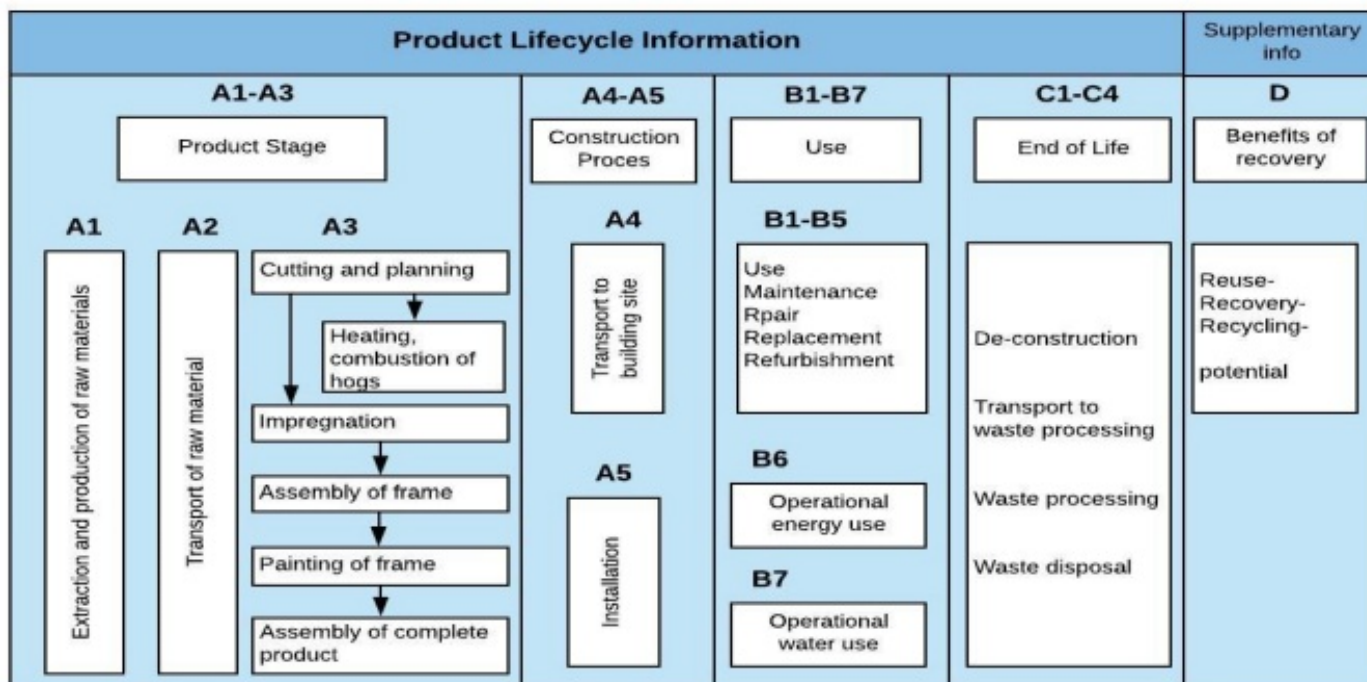 Product Lifecycle Information
Supplementary
info
A1-A3
Product Stage
A1
Extraction and production of raw materials
A2
Transport of raw material
A3
Cutting and planning
Heating,
combustion of
hogs
Impregnation
Assembly of frame
Painting of frame
Assembly of complete
product
A4-A5
Construction
Proces
A4
Transport to
building site
A5
Installation
B1-B7
Use
B1-B5
Use
Maintenance
Rpair
Replacement
Refurbishment
B6
Operational
energy use
B7
Operational
water use
C1-C4
End of Life
De-construction
Transport to
waste processing
Waste processing
Waste disposal
D
Benefits of
recovery
Reuse-
Recovery-
Recycling-
potential